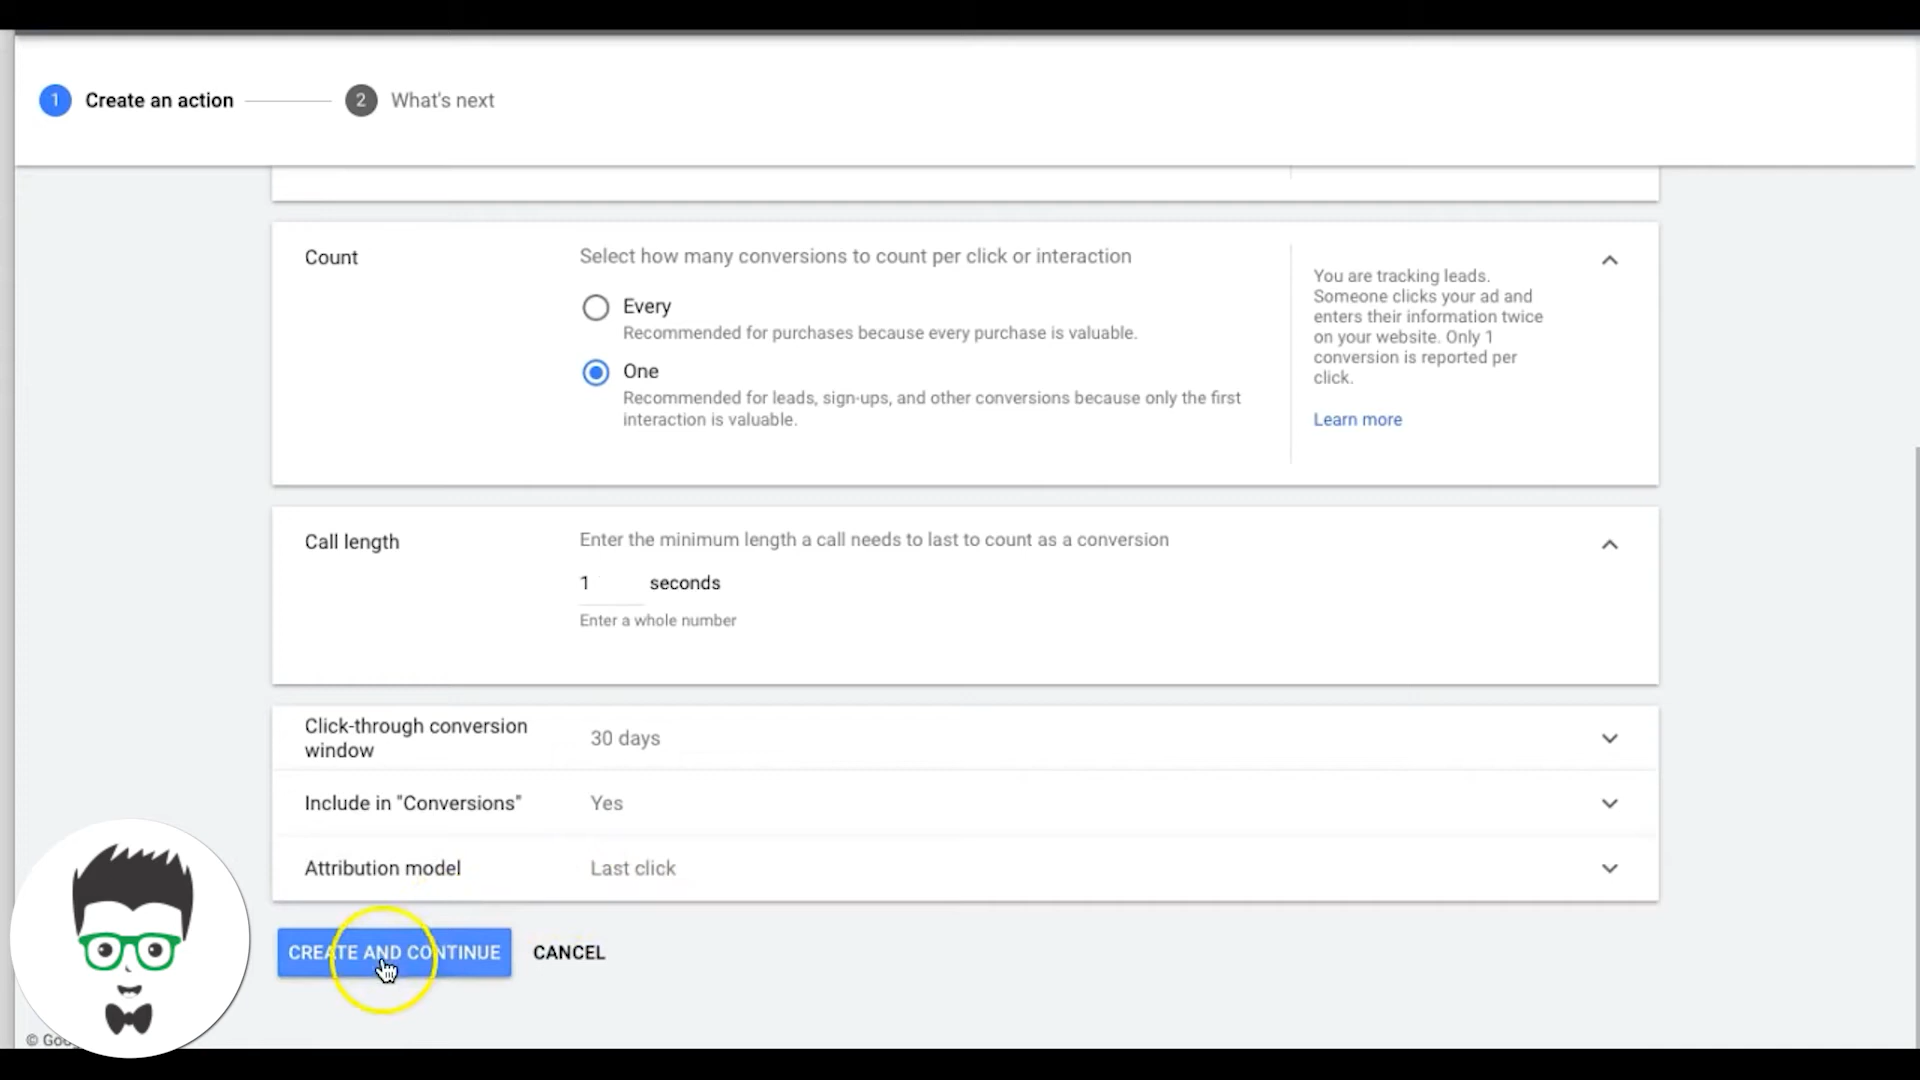 1 Create an action 2 What's next
Count
Select how many conversions to count per click or interaction
Every
Recommended for purchases because every purchase is valuable.
One
Recommended for leads, sign-ups, and other conversions because only the first
interaction is valuable.
You are tracking leads.
Someone clicks your ad and
enters their information twice
on your website. Only 1
conversion is reported per
click.
Learn more
Call length
Enter the minimum length a call needs to last to count as a conversion
1 seconds
Enter a whole number
Click-through conversion
window
30 days
Include in "Conversions" Yes
Attribution model Last click
CREATE AND CONTINUE CANCEL
©